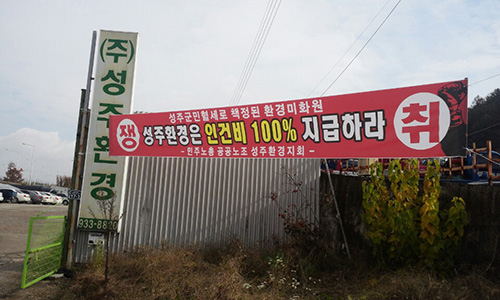 (주)성주환경
933-8800
성주군민혈세로 책정된 환경미화원
쟁 성주환경은 인건비 100% 지급하라 취
- 민주노총 공공노조 성주환경지회 -